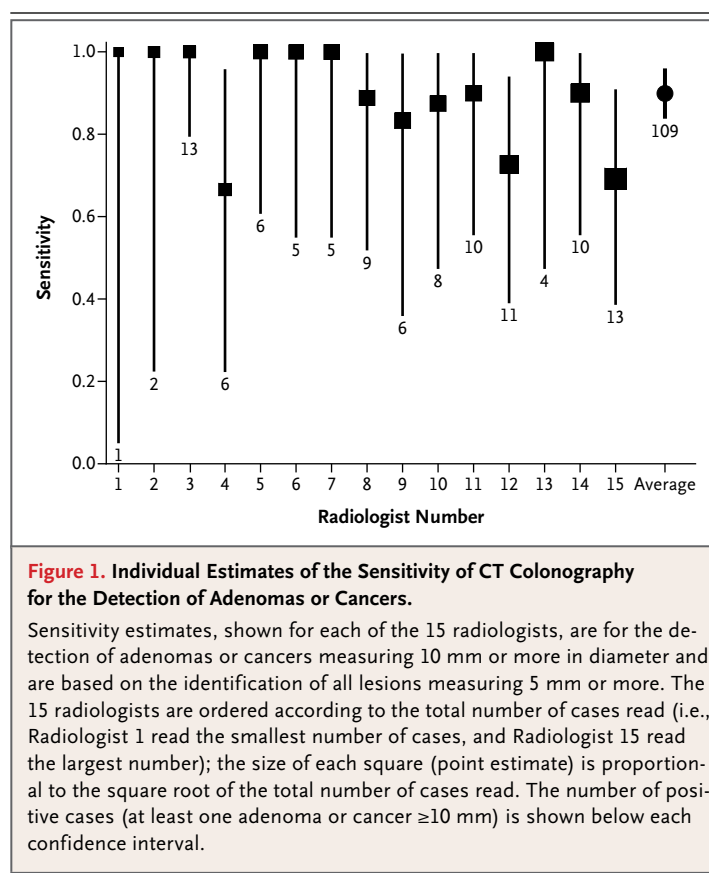 1.0
0.8
0.6
0.4
0.2
0.0
Sensitivity
1
2
13
6
6
5
5
9
6
8
10
11
4
10
13
109
1 2 3 4 5 6 7 8 9 10 11 12 13 14 15 Average
Radiologist Number
Figure 1. Individual Estimates of the Sensitivity of CT Colonography
for the Detection of Adenomas or Cancers.
Sensitivity estimates, shown for each of the 15 radiologists, are for the de-
tection of adenomas or cancers measuring 10 mm or more in diameter and
are based on the identification of all lesions measuring 5 mm or more. The
15 radiologists are ordered according to the total number of cases read (i.e.,
Radiologist 1 read the smallest number of cases, and Radiologist 15 read
the largest number); the size of each square (point estimate) is proportion-
al to the square root of the total number of cases read. The number of posi-
tive cases (at least one adenoma or cancer ≥10 mm) is shown below each
confidence interval.